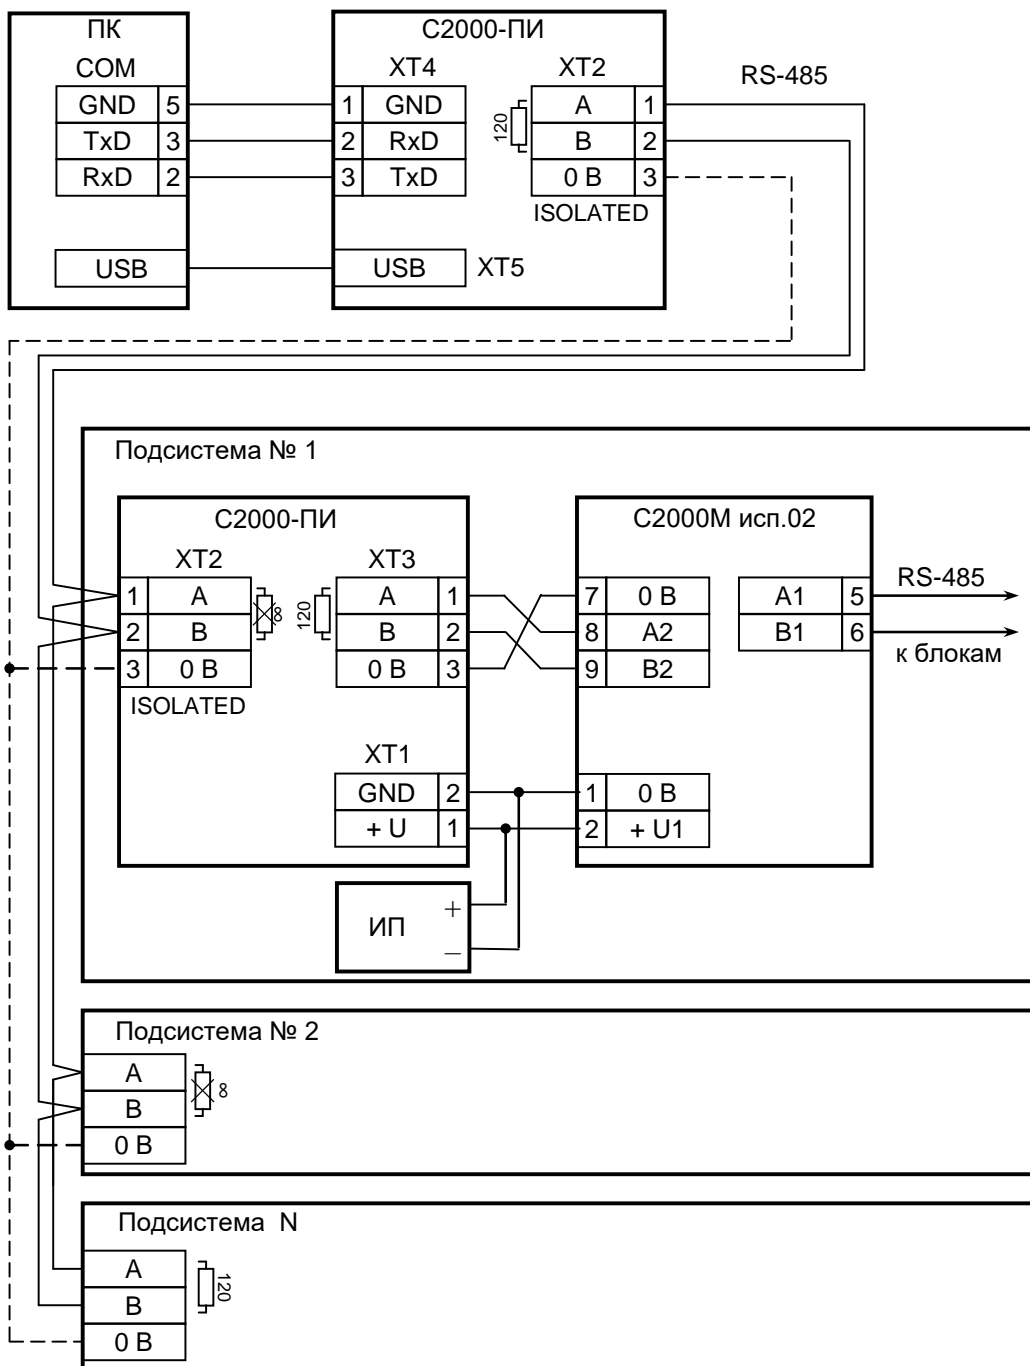 ПК
С2000-ПИ
COM
XT4
XT2
RS-485
GND 5
1 GND
120
A 1
TxD 3
2 RxD
B 2
RxD 2
3 TxD
0 В 3
ISOLATED
USB
USB
XT5
Подсистема № 1
С2000-ПИ
С2000М исп.02
XT2
XT3
1 A
∞
120
A 1
7 0 В
A1 5
RS-485
2 B
B 2
8 A2
B1 6
3 0 В
0 В 3
9 B2
к блокам
ISOLATED
XT1
GND 2
1 0 В
+ U 1
2 + U1
ИП
+
–
Подсистема № 2
A
∞
B
0 В
Подсистема N
A
120
B
0 В